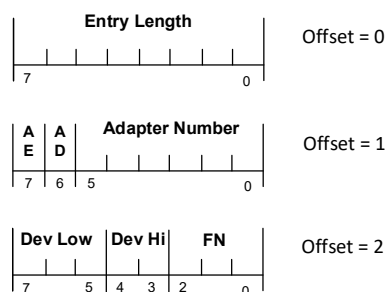 Entry Length
Offset = 0
7 0
A A Adapter Number
E D
Offset = 1
7 6 5 0
Dev Low Dev Hi FN
Offset = 2
7 5 4 3 2 0